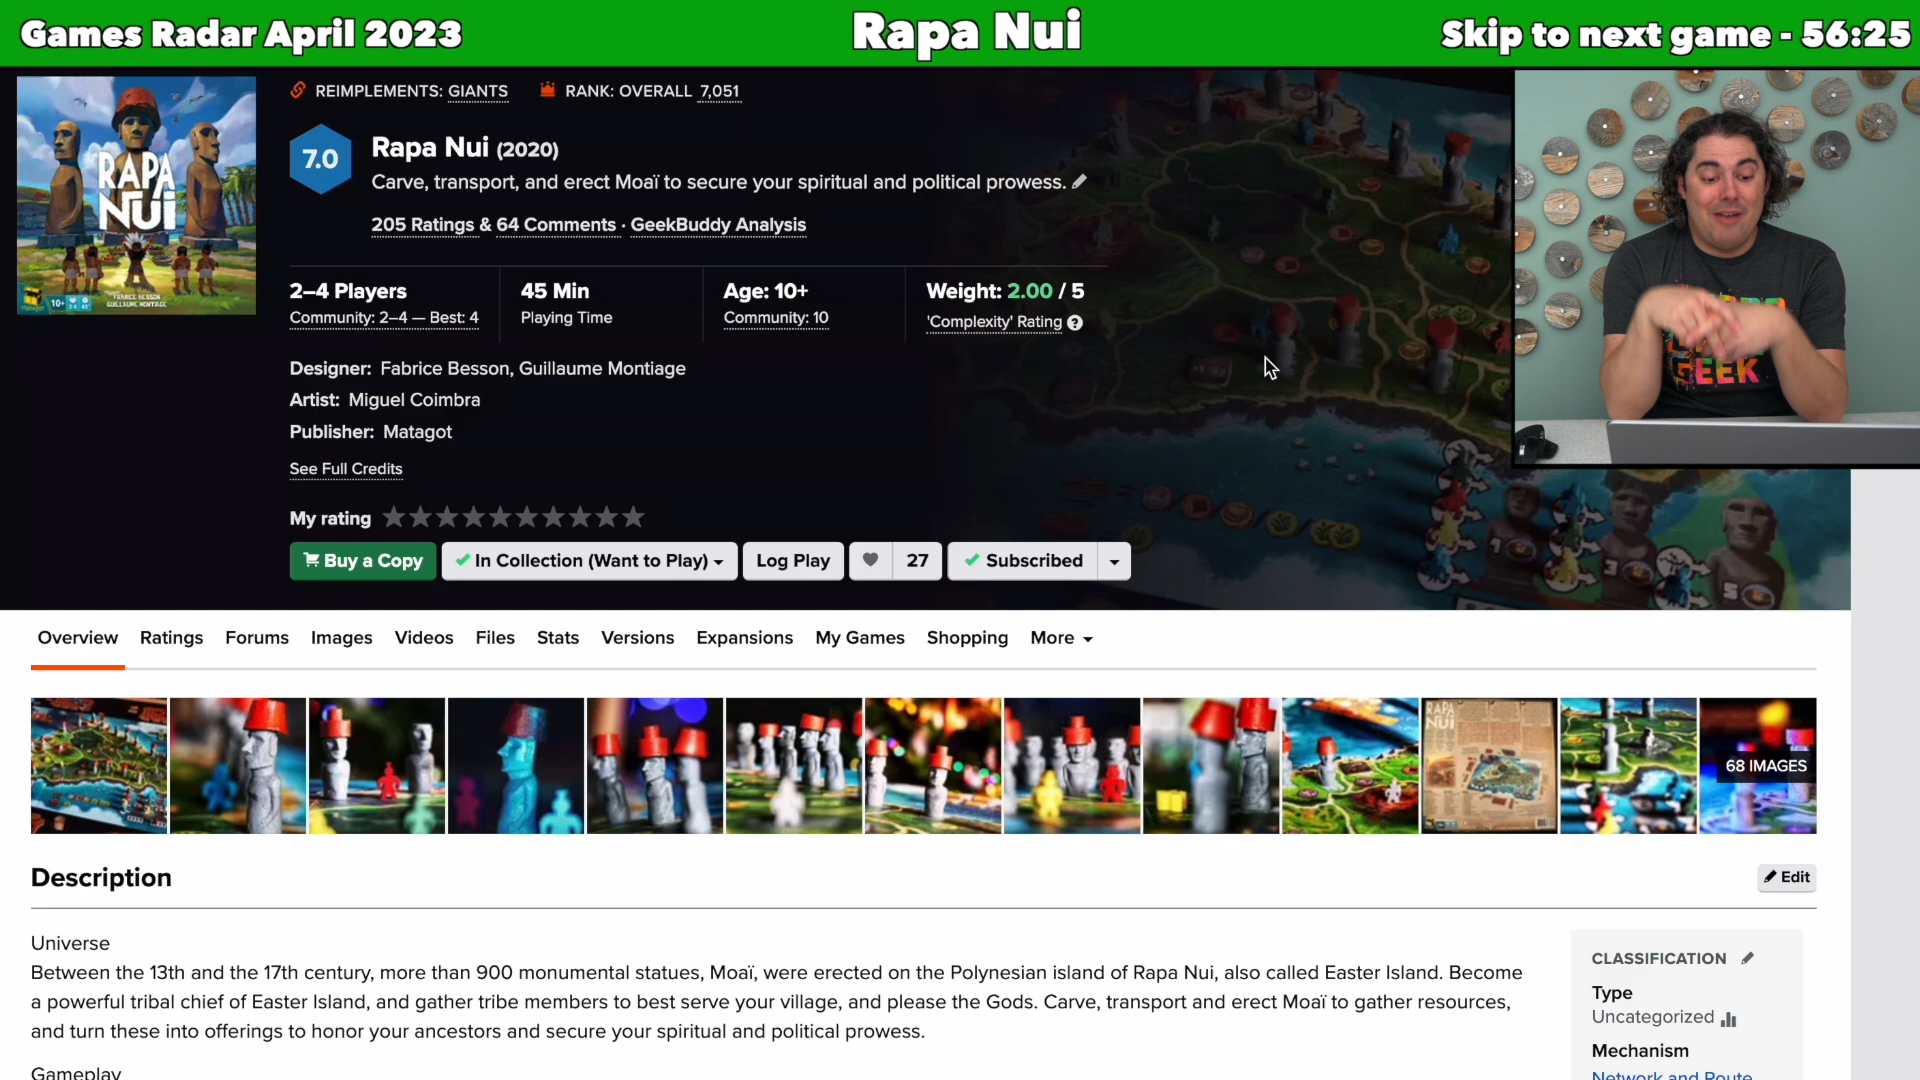 Games Radar April 2023
Rapa Nui
Skip to next game - 56:25
REIMPLEMENTS: GIANTS
RANK: OVERALL 7,051
RAPA
NUI
10+
7.0
Rapa Nui (2020)
Carve, transport, and erect Moaï to secure your spiritual and political prowess.
205 Ratings & 64 Comments · GeekBuddy Analysis
2–4 Players
Community: 2–4 — Best: 4
45 Min
Playing Time
Age: 10+
Community: 10
Weight: 2.00 / 5
'Complexity' Rating
GEEK
Designer: Fabrice Besson, Guillaume Montiage
Artist: Miguel Coimbra
Publisher: Matagot
See Full Credits
My rating
Buy a Copy
In Collection (Want to Play)
Log Play
27
Subscribed
Overview
Ratings
Forums
Images
Videos
Files
Stats
Versions
Expansions
My Games
Shopping
More
RAPA
NUI
68 IMAGES
Description
Edit
Universe
Between the 13th and the 17th century, more than 900 monumental statues, Moaï, were erected on the Polynesian island of Rapa Nui, also called Easter Island. Become
a powerful tribal chief of Easter Island, and gather tribe members to best serve your village, and please the Gods. Carve, transport and erect Moaï to gather resources,
and turn these into offerings to honor your ancestors and secure your spiritual and political prowess.
Gameplay
CLASSIFICATION
Type
Uncategorized
Mechanism
Network and Route